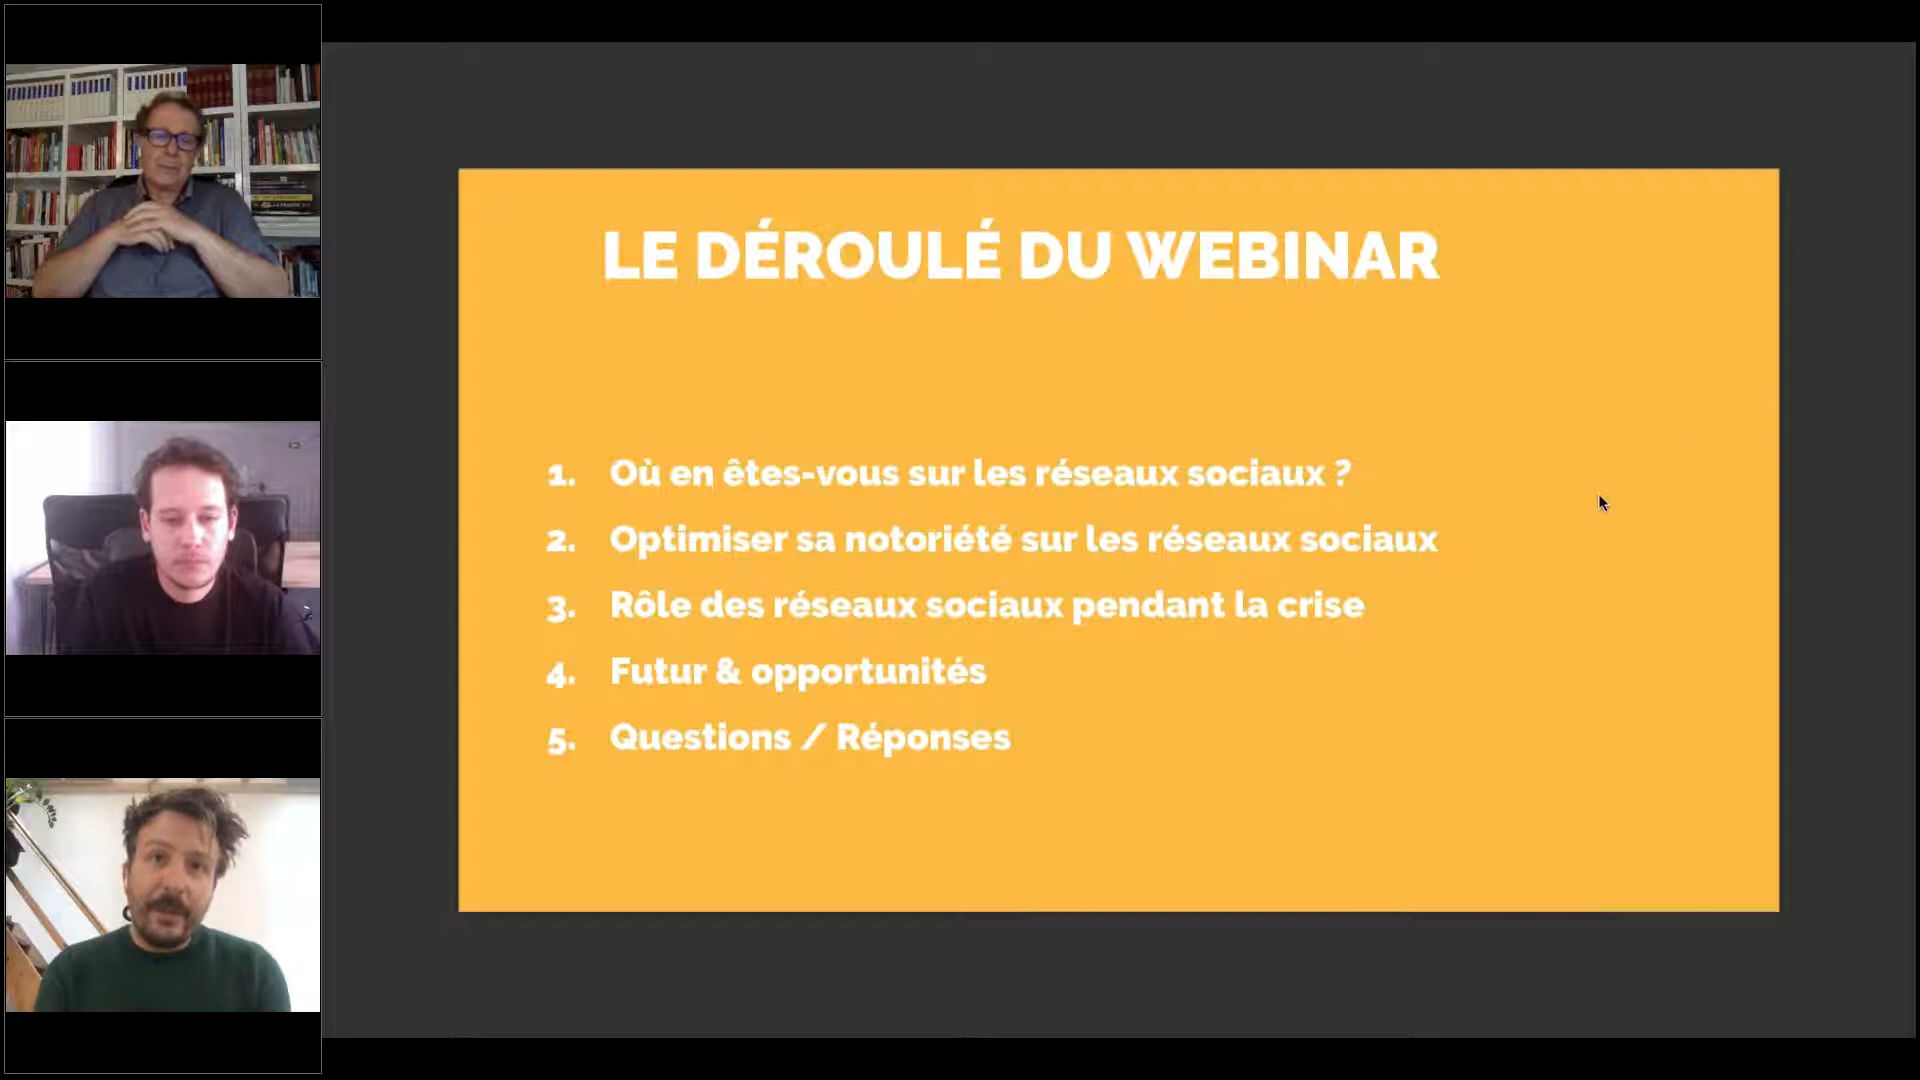 LE DÉROULÉ DU WEBINAR
1. Où en êtes-vous sur les réseaux sociaux ?
2. Optimiser sa notoriété sur les réseaux sociaux
3. Rôle des réseaux sociaux pendant la crise
4. Futur & opportunités
5. Questions / Réponses